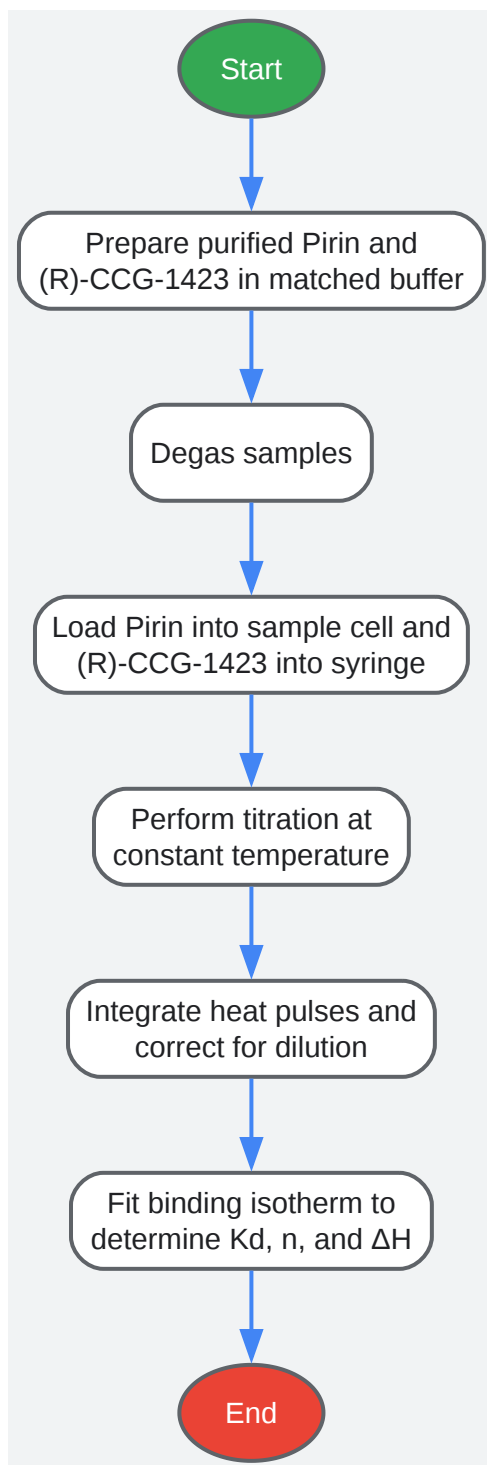 Start
Prepare purified Pirin and
(R)-CCG-1423 in matched buffer
Degas samples
Load Pirin into sample cell and
(R)-CCG-1423 into syringe
Perform titration at
constant temperature
Integrate heat pulses and
correct for dilution
Fit binding isotherm to
determine Kd, n, and ΔH
End